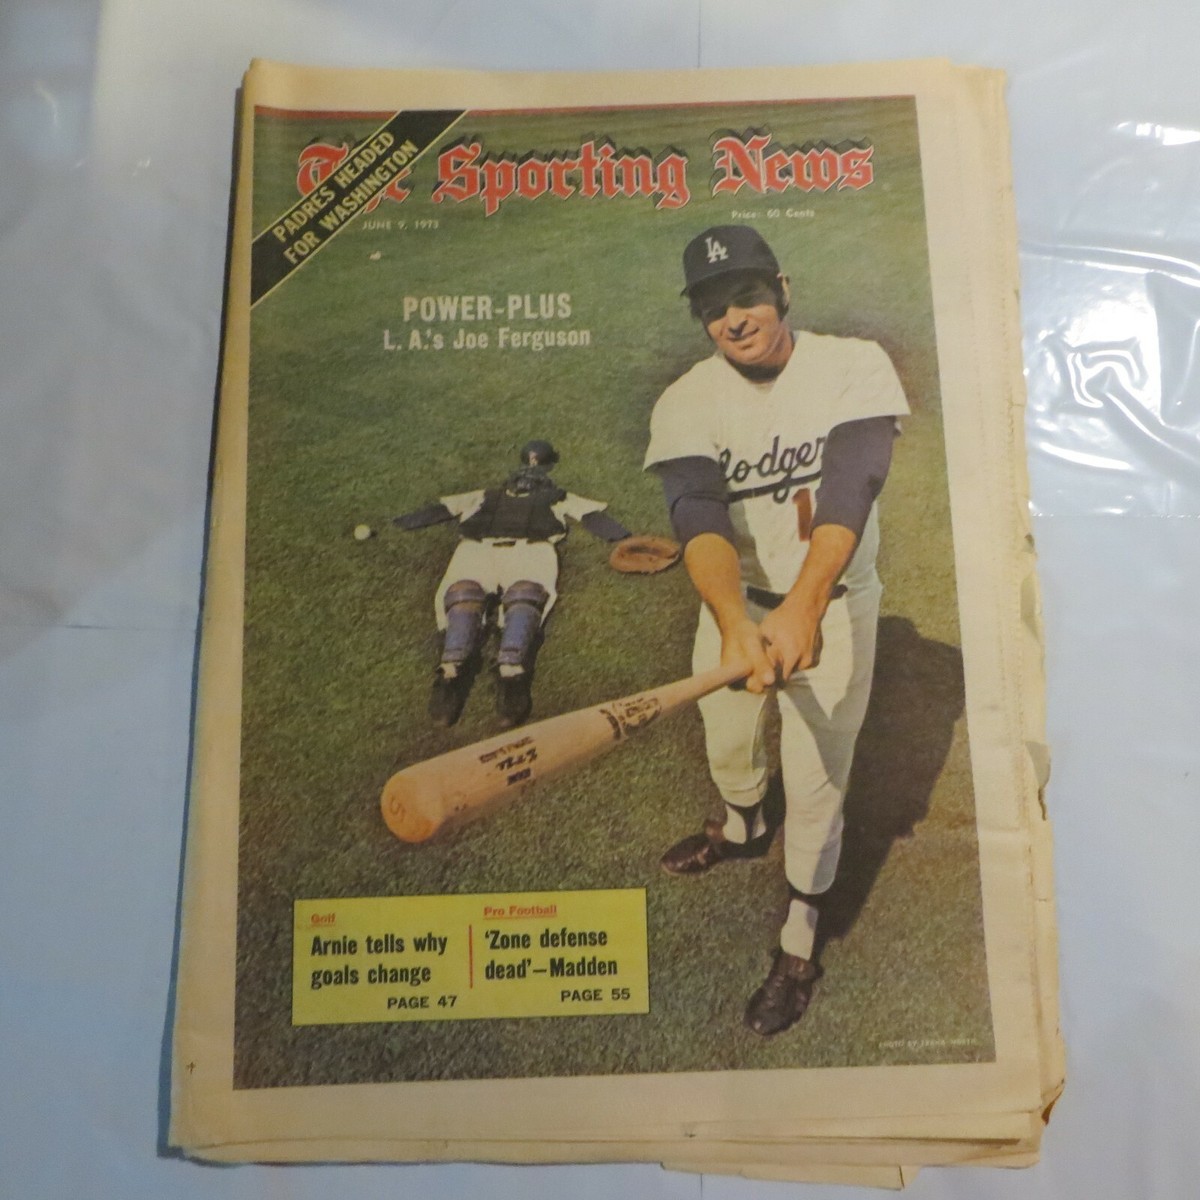 PADRES HEADED
FOR WASHINGTON
The Sporting News
JUNE 9, 1973
Price: 60 Cents
POWER-PLUS
L. A.'s Joe Ferguson
LA
Dodgers
Golf
Arnie tells why
goals change
PAGE 47
Pro Football
'Zone defense
dead'—Madden
PAGE 55